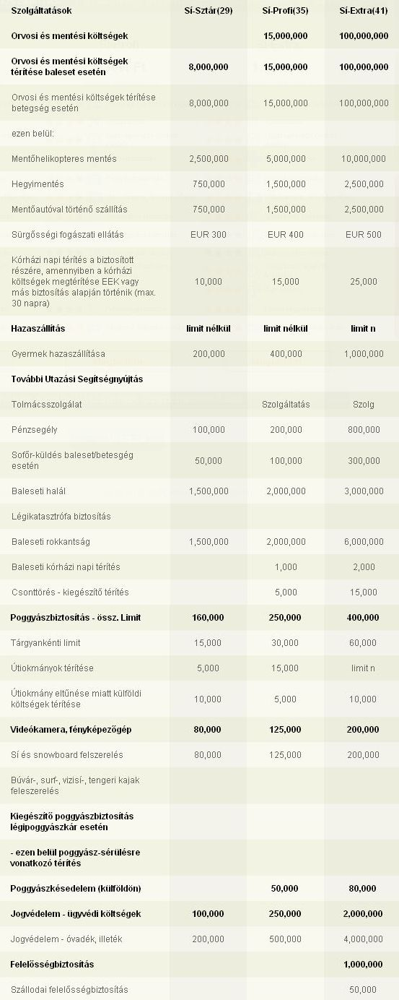 Szolgáltatások Sí-Sztár(29) Sí-Profi(35) Sí-Extra(41)
Orvosi és mentési költségek 15,000,000 100,000,000
Orvosi és mentési költségek
térítése baleset esetén 8,000,000 15,000,000 100,000,000
Orvosi és mentési költségek térítése
betegség esetén 8,000,000 15,000,000 100,000,000
ezen belül:
Mentőhelikopteres mentés 2,500,000 5,000,000 10,000,000
Hegyimentés 750,000 1,500,000 2,500,000
Mentőautóval történő szállítás 750,000 1,500,000 2,500,000
Sürgősségi fogászati ellátás EUR 300 EUR 400 EUR 500
Kórházi napi térítés a biztosított
részére, amennyiben a kórházi
költségek megtérítése EEK vagy
más biztosítás alapján történik (max.
30 napra) 10,000 15,000 25,000
Hazaszállítás limit nélkül limit nélkül limit n
Gyermek hazaszállítása 200,000 400,000 1,000,000
További Utazási Segítségnyújtás
Tolmácsszolgálat Szolgáltatás Szolg
Pénzsegély 100,000 200,000 800,000
Sofőr-küldés baleset/betesgég
esetén 50,000 100,000 300,000
Baleseti halál 1,500,000 2,000,000 3,000,000
Légikatasztrófa biztosítás
Baleseti rokkantság 1,500,000 2,000,000 6,000,000
Baleseti kórházi napi térítés 1,000 2,000
Csonttörés - kiegészítő térítés 5,000 15,000
Poggyászbiztosítás - össz. Limit 160,000 250,000 400,000
Tárgyankénti limit 15,000 30,000 60,000
Útiokmányok térítése 5,000 15,000 limit n
Útiokmány eltűnése miatt külföldi
költségek térítése 10,000 5,000 10,000
Videókamera, fényképezőgép 80,000 125,000 200,000
Sí és snowboard felszerelés 80,000 125,000 200,000
Búvár-, surf-, vizisí-, tengeri kajak
feleszerelés
Kiegészítő poggyászbiztosítás
légipoggyászkár esetén
- ezen belül poggyász-sérülésre
vonatkozó térítés
Poggyászkésedelem (külföldön) 50,000 80,000
Jogvédelem - ügyvédi költségek 100,000 250,000 2,000,000
Jogvédelem - óvadék, illeték 200,000 500,000 4,000,000
Felelősségbiztosítás 1,000,000
Szállodai felelősségbiztosítás 50,000